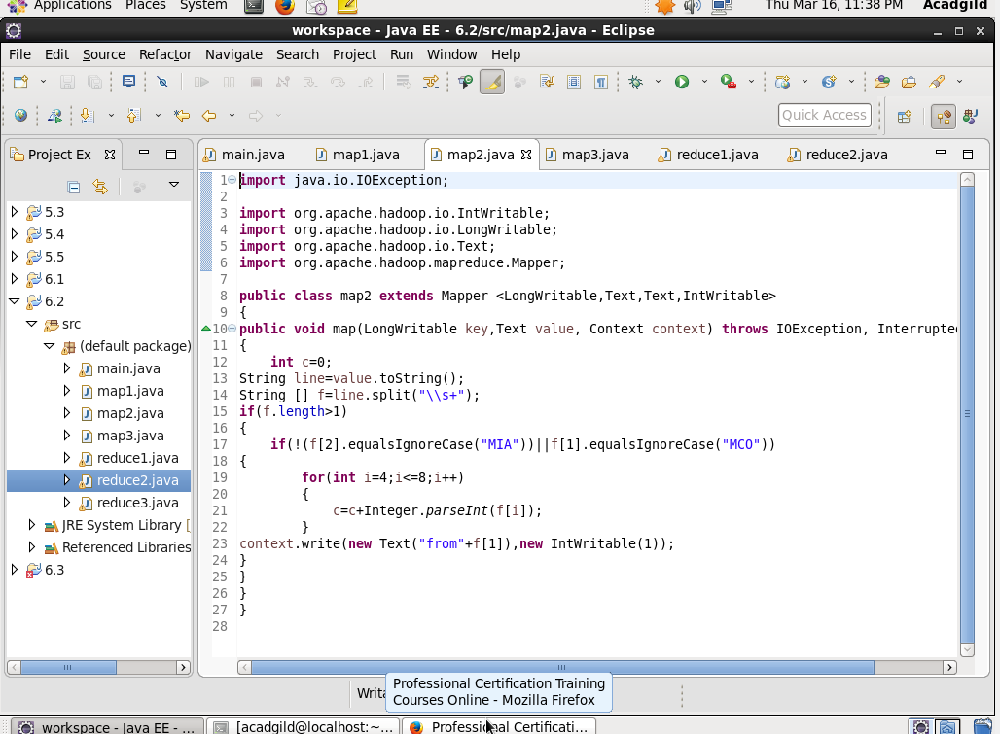 Applications Places System Thu Mar 16, 11:38 PM Acadgild
workspace - Java EE - 6.2/src/map2.java - Eclipse
File Edit Source Refactor Navigate Search Project Run Window Help
Quick Access
Project Ex
main.java map1.java map2.java map3.java reduce1.java reduce2.java
5.3
5.4
5.5
6.1
6.2
src
(default package)
main.java
map1.java
map2.java
map3.java
reduce1.java
reduce2.java
reduce3.java
JRE System Library [
Referenced Libraries
6.3
1 import java.io.IOException;
2
3 import org.apache.hadoop.io.IntWritable;
4 import org.apache.hadoop.io.LongWritable;
5 import org.apache.hadoop.io.Text;
6 import org.apache.hadoop.mapreduce.Mapper;
7
8 public class map2 extends Mapper <LongWritable,Text,Text,IntWritable>
9 {
10 public void map(LongWritable key,Text value, Context context) throws IOException, Interrupte
11 {
12 int c=0;
13 String line=value.toString();
14 String [] f=line.split("\\s+");
15 if(f.length>1)
16 {
17 if(!(f[2].equalsIgnoreCase("MIA"))||f[1].equalsIgnoreCase("MCO"))
18 {
19 for(int i=4;i<=8;i++)
20 {
21 c=c+Integer.parseInt(f[i]);
22 }
23 context.write(new Text("from"+f[1]),new IntWritable(1));
24 }
25 }
26 }
27 }
28
Writa
Professional Certification Training
Courses Online - Mozilla Firefox
workspace - Java EE - ... [acadgild@localhost:~... Professional Certificati...